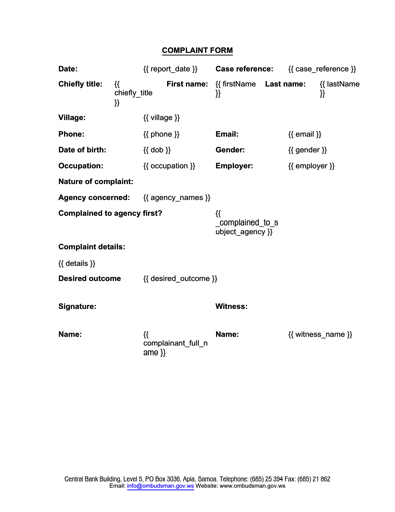 COMPLAINT FORM
Date: {{ report_date }} Case reference: {{ case_reference }}
Chiefly title: {{ chiefly_title }} First name: {{ firstName }} Last name: {{ lastName }}
Village: {{ village }}
Phone: {{ phone }} Email: {{ email }}
Date of birth: {{ dob }} Gender: {{ gender }}
Occupation: {{ occupation }} Employer: {{ employer }}
Nature of complaint:
Agency concerned: {{ agency_names }}
Complained to agency first? {{ _complained_to_subject_agency }}
Complaint details:
{{ details }}
Desired outcome {{ desired_outcome }}
Signature: Witness:
Name: {{ complainant_full_name }} Name: {{ witness_name }}
Central Bank Building, Level 5, PO Box 3036, Apia, Samoa. Telephone: (685) 25 394 Fax: (685) 21 862
Email: info@ombudsman.gov.ws Website: www.ombudsman.gov.ws